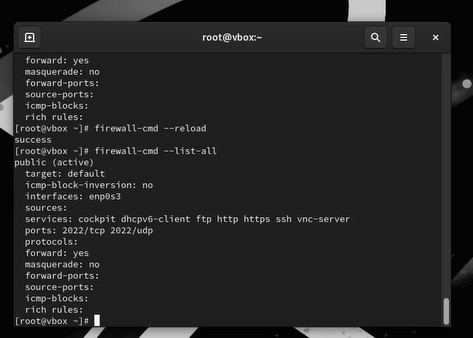 root@vbox:~
forward: yes
masquerade: no
forward-ports:
source-ports:
icmp-blocks:
rich rules:
[root@vbox ~]# firewall-cmd --reload
success
[root@vbox ~]# firewall-cmd --list-all
public (active)
target: default
icmp-block-inversion: no
interfaces: enp0s3
sources:
services: cockpit dhcpv6-client ftp http https ssh vnc-server
ports: 2022/tcp 2022/udp
protocols:
forward: yes
masquerade: no
forward-ports:
source-ports:
icmp-blocks:
rich rules:
[root@vbox ~]#